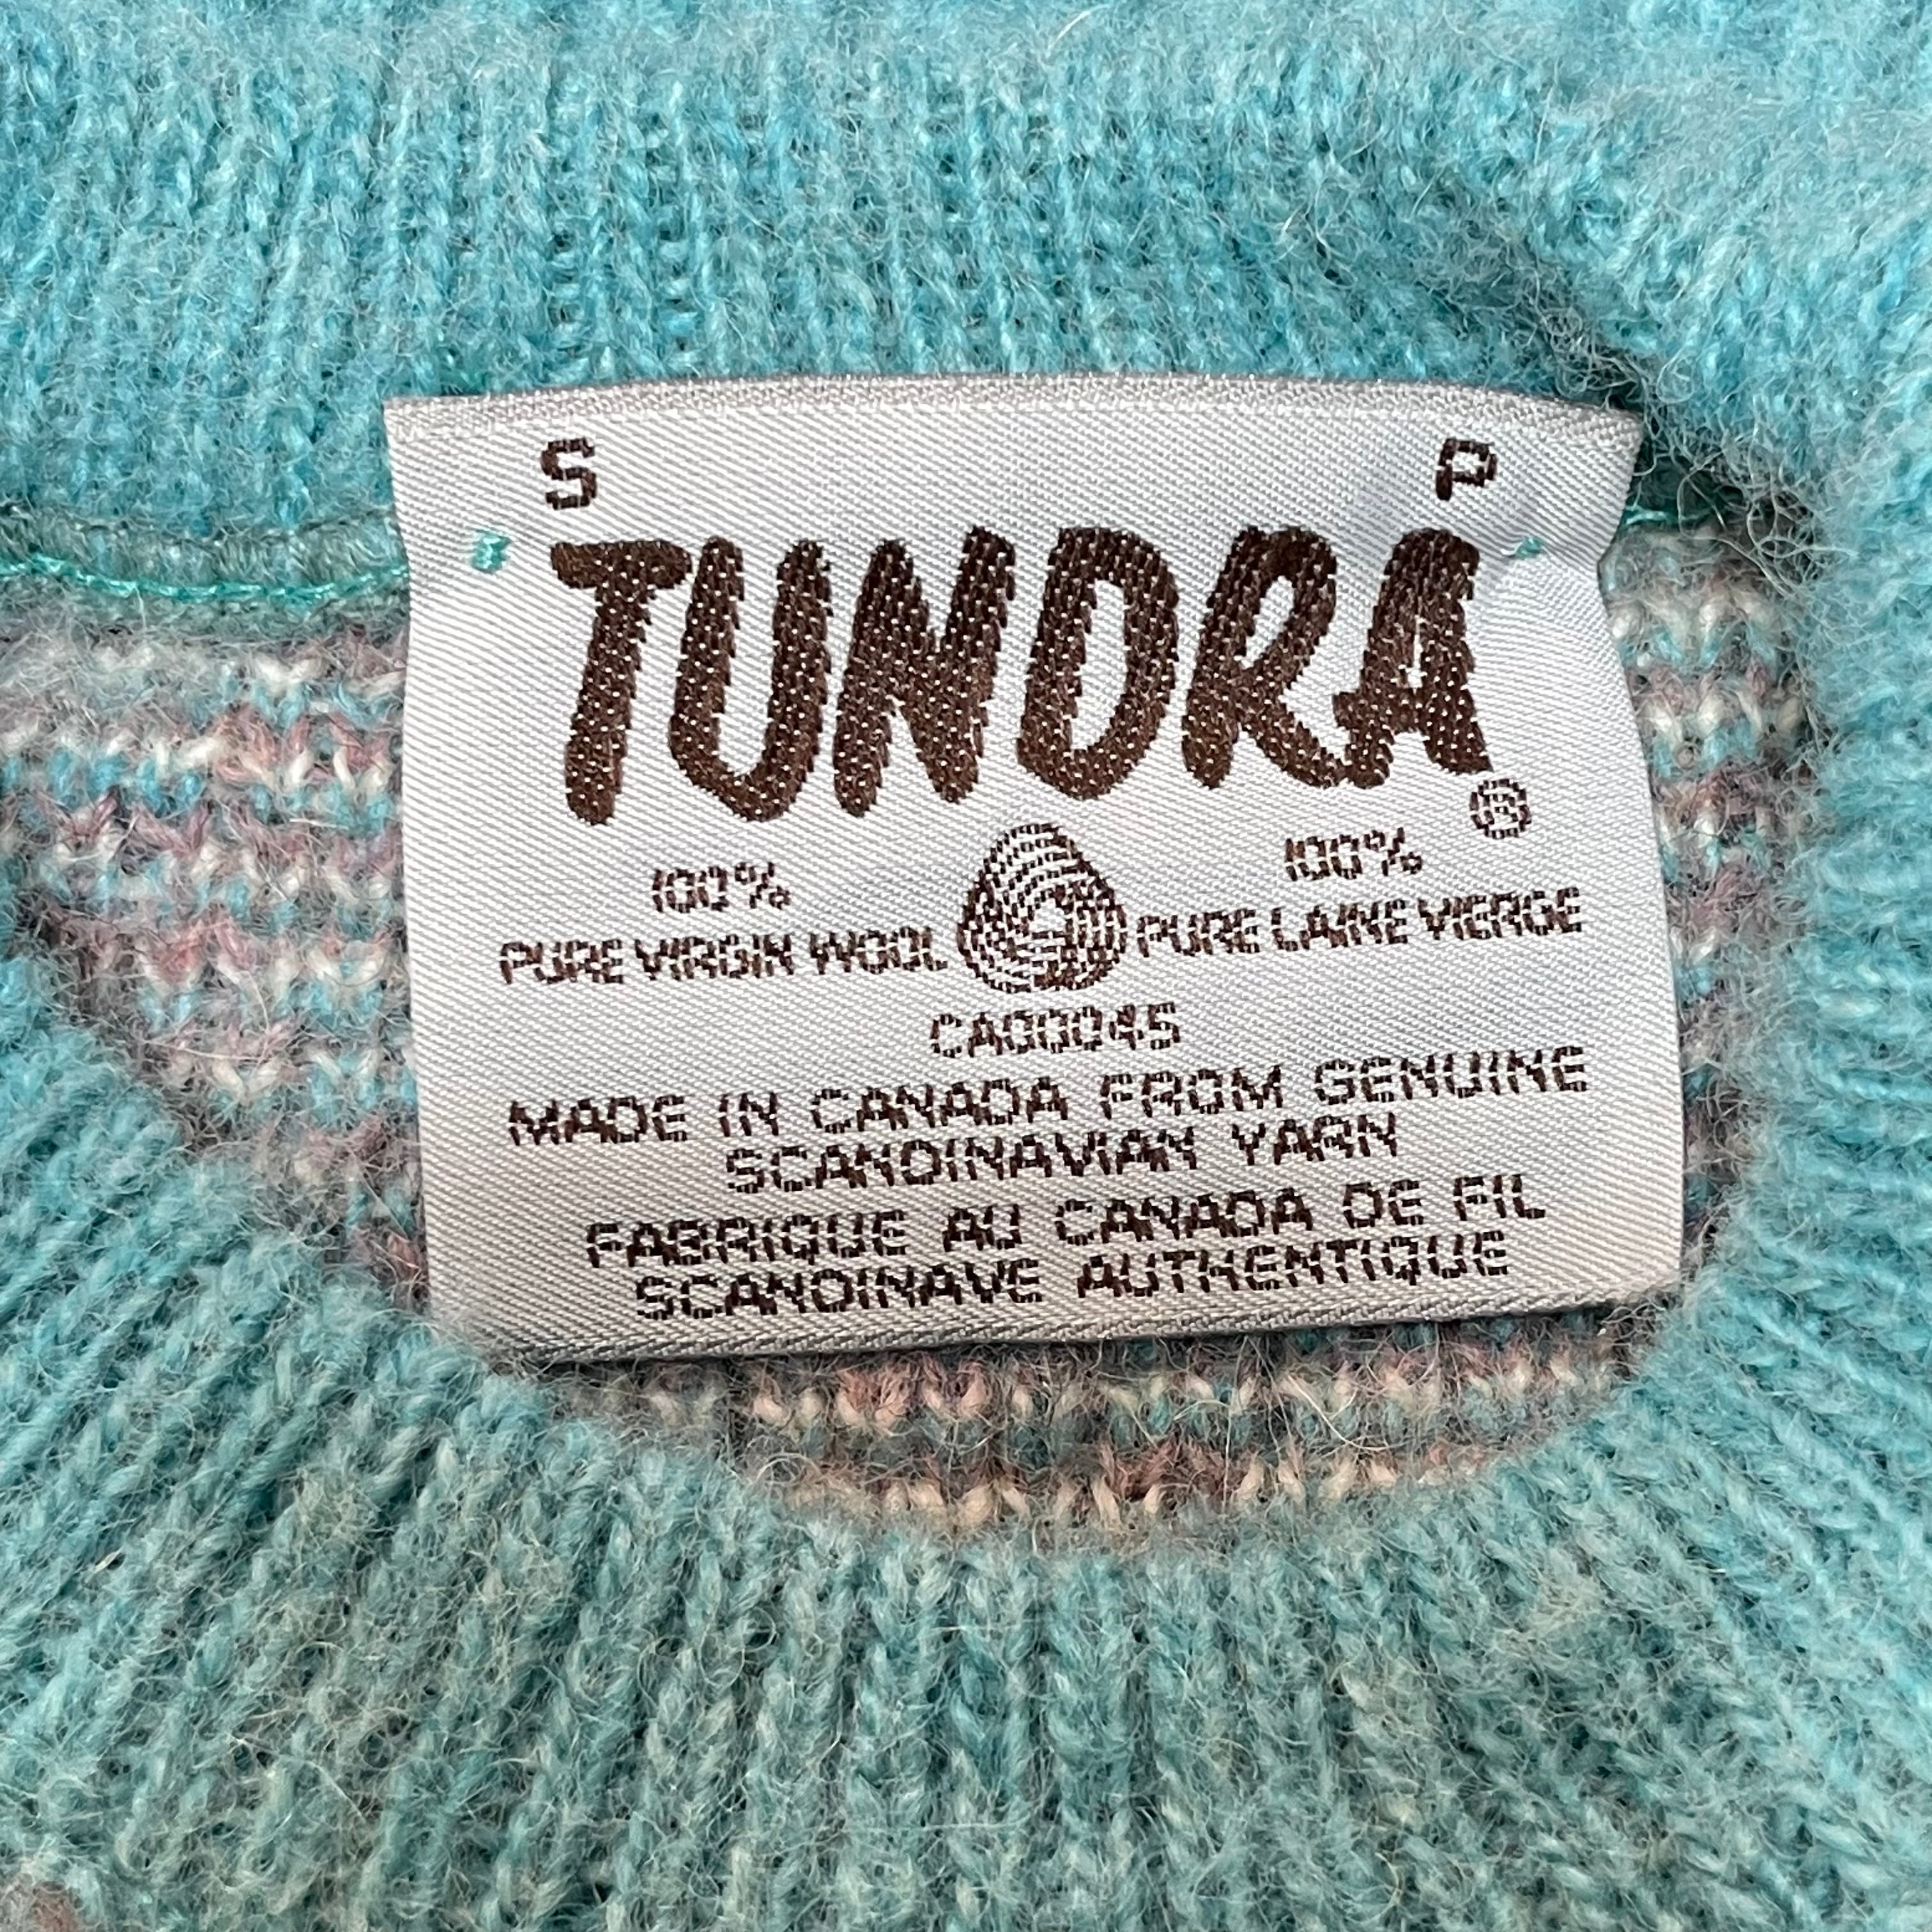 S P
TUNDRA®
100% 100%
PURE VIRGIN WOOL PURE LAINE VIERGE
CA00045
MADE IN CANADA FROM GENUINE
SCANDINAVIAN YARN
FABRIQUE AU CANADA DE FIL
SCANDINAVE AUTHENTIQUE